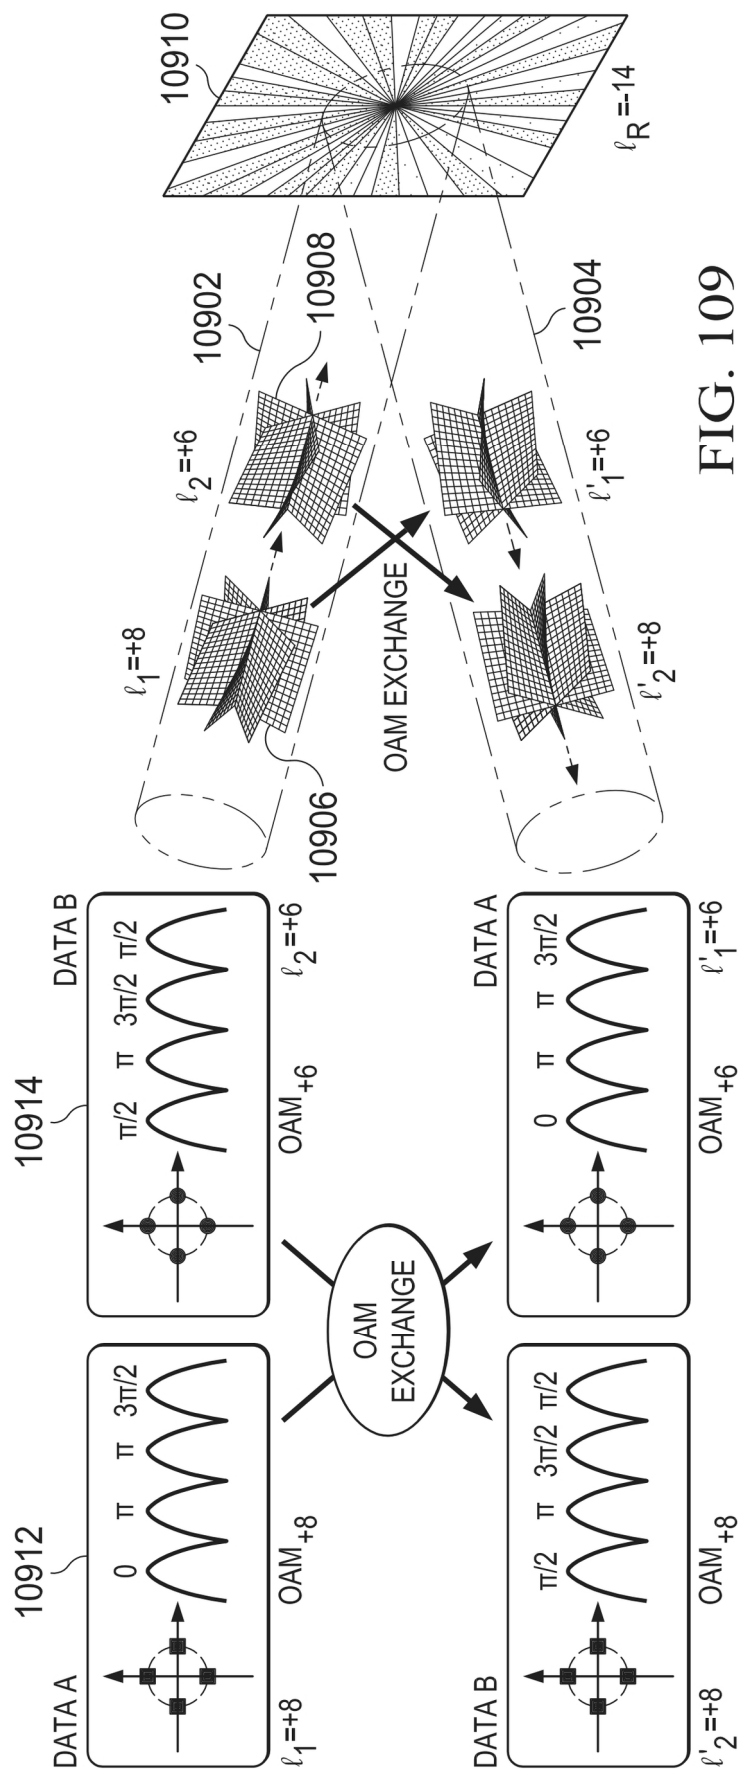 10912
DATA A
0 π π 3π/2
ℓ1=+8
OAM+8
10914
DATA B
π/2 π 3π/2 π/2
OAM+6
ℓ2=+6
OAM
EXCHANGE
DATA B
π/2 π 3π/2 π/2
ℓ'2=+8
OAM+8
DATA A
0 π π 3π/2
OAM+6
ℓ'1=+6
10906
ℓ1=+8
ℓ2=+6
10902
10908
10910
OAM EXCHANGE
ℓ'2=+8
ℓ'1=+6
10904
ℓR=-14
FIG. 109